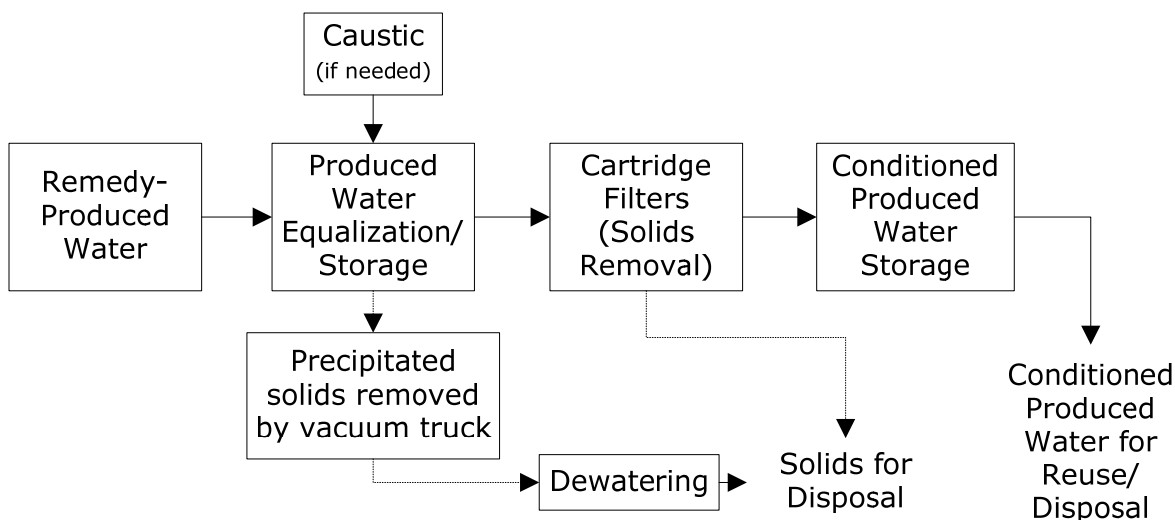 Caustic
(if needed)
Remedy-
Produced
Water
Produced
Water
Equalization/
Storage
Cartridge
Filters
(Solids
Removal)
Conditioned
Produced
Water
Storage
Precipitated
solids removed
by vacuum truck
Dewatering
Solids for
Disposal
Conditioned
Produced
Water for
Reuse/
Disposal